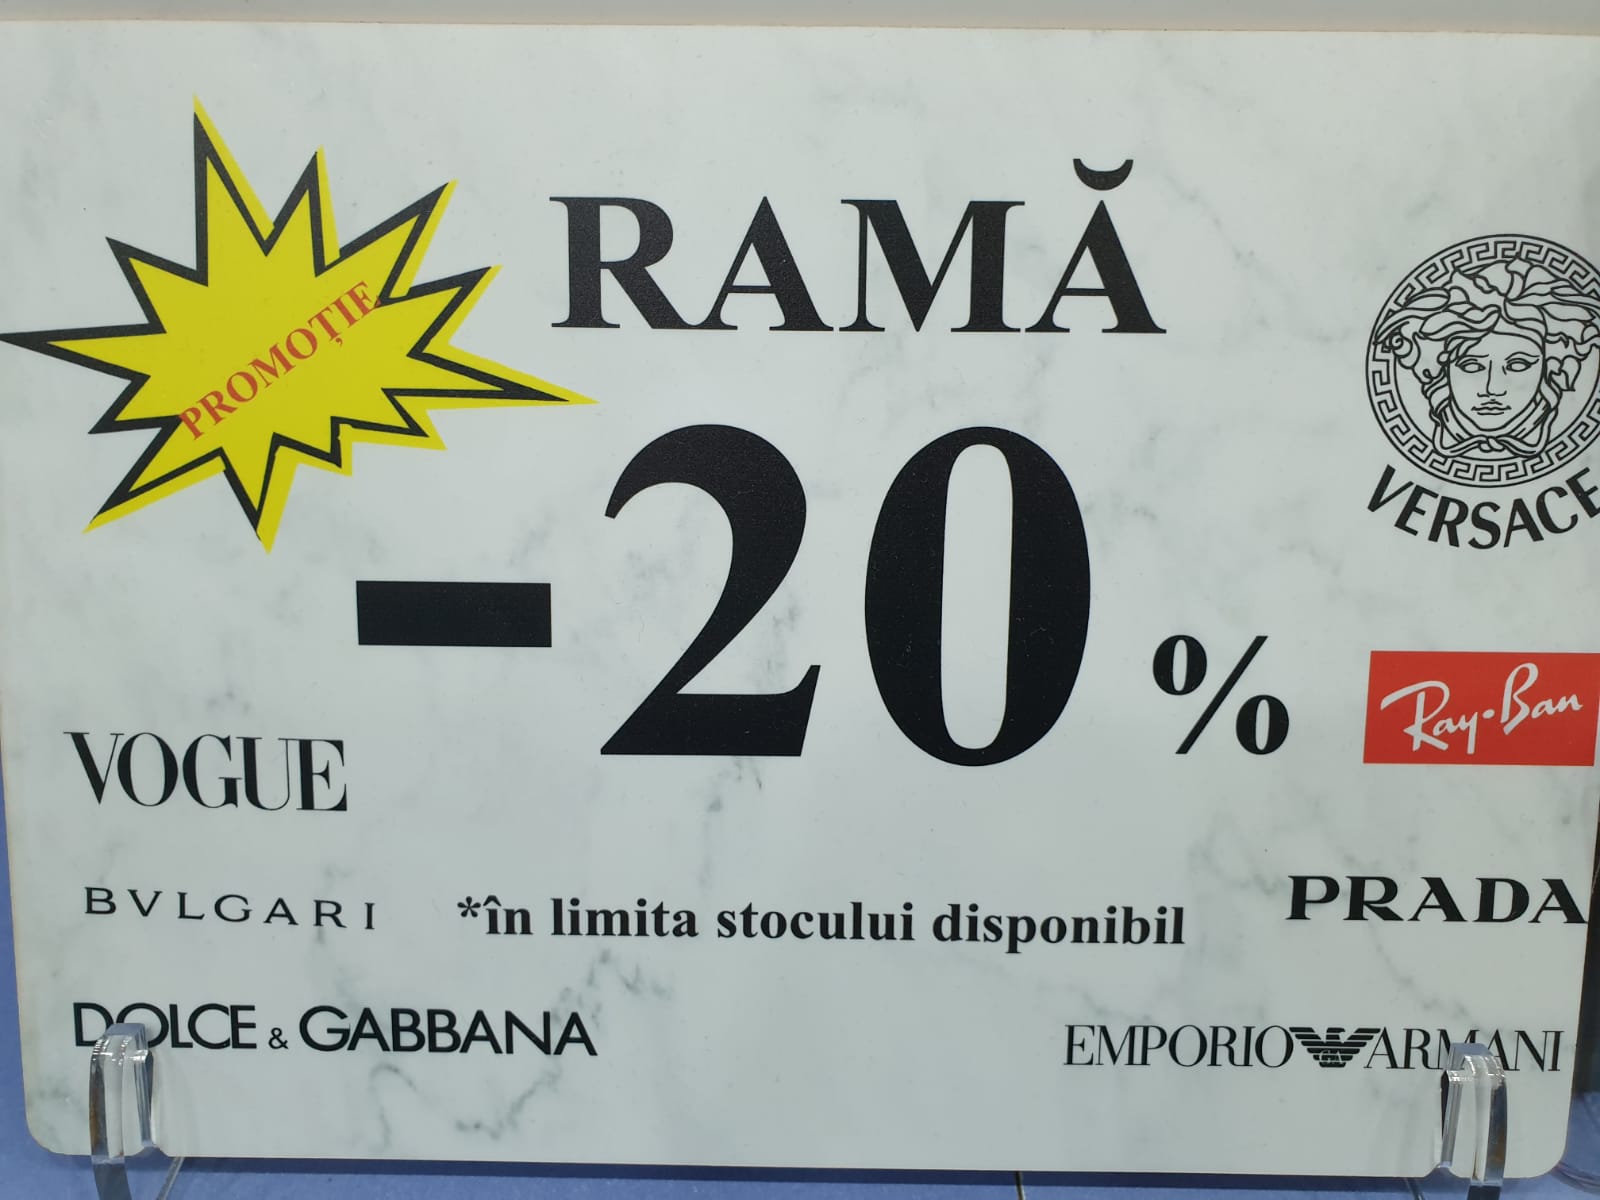 PROMOȚIE
RAMĂ
-20 %
VERSACE
Ray-Ban
VOGUE
BVLGARI
*în limita stocului disponibil
PRADA
DOLCE & GABBANA
EMPORIO ARMANI